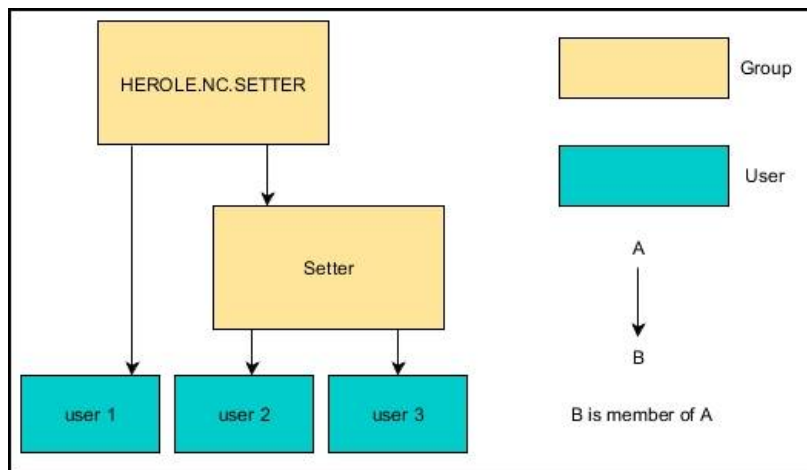 HEROLE.NC.SETTER
Group
User
Setter
A
B
user 1
user 2
user 3
B is member of A